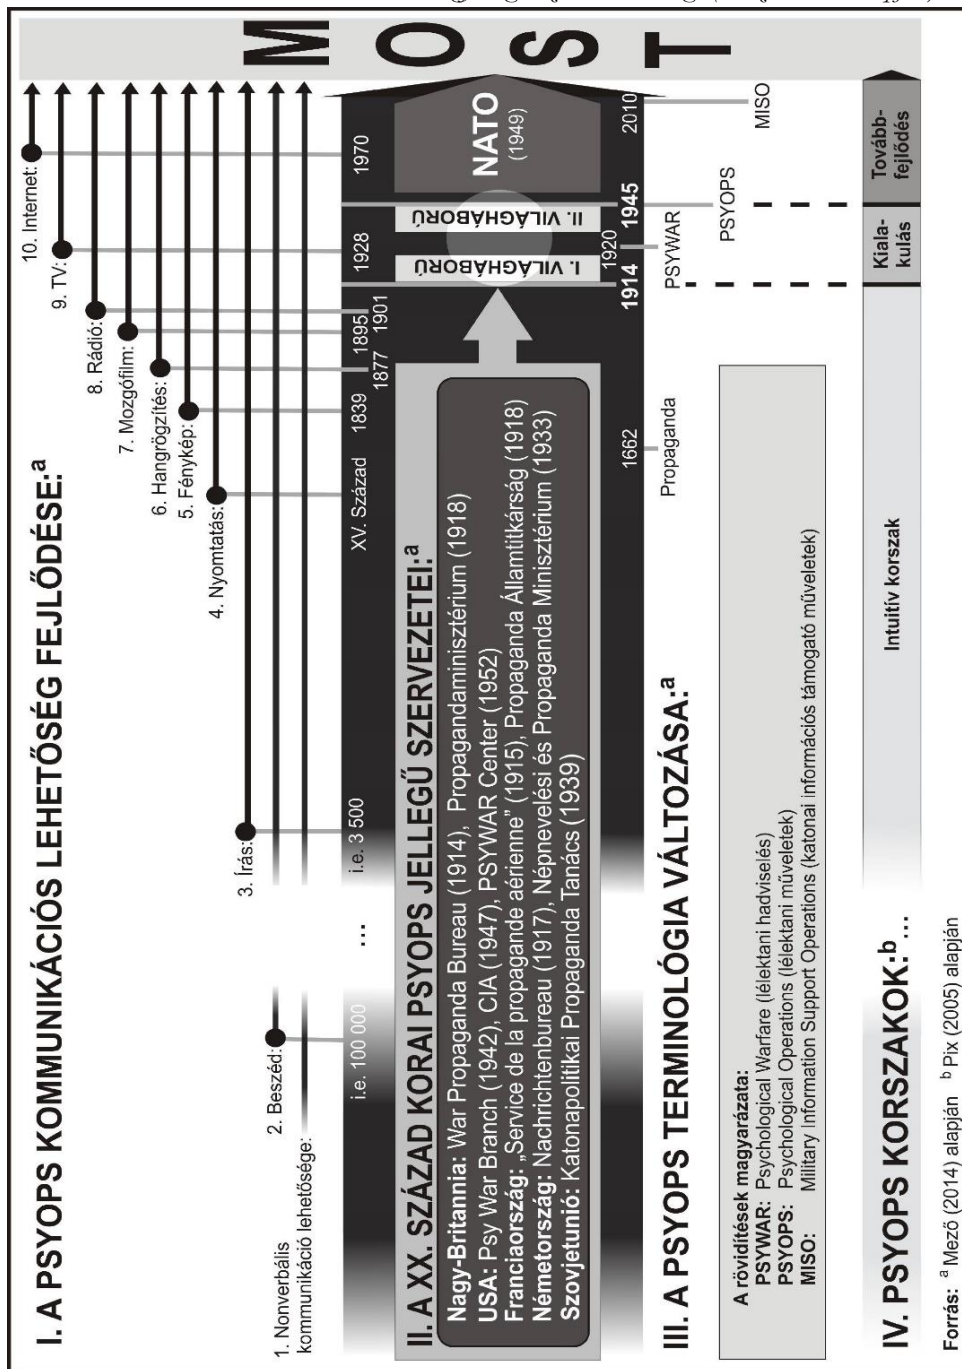 I. A PSYOPS KOMMUNIKÁCIÓS LEHETŐSÉG FEJLŐDÉSE:a
1. Nonverbális
kommunikáció lehetősége:
2. Beszéd:
3. Írás:
4. Nyomtatás:
5. Fénykép:
6. Hangrögzítés:
7. Mozgófilm:
8. Rádió:
9. TV:
10. Internet:
i.e. 100 000
...
i.e. 3 500
XV. Század
1839
1877
1895
1901
1928
1970
II. A XX. SZÁZAD KORAI PSYOPS JELLEGŰ SZERVEZETEI:a
Nagy-Britannia: War Propaganda Bureau (1914), Propagandaminisztérium (1918)
USA: Psy War Branch (1942), CIA (1947), PSYWAR Center (1952)
Franciaország: „Service de la propagande aérienne” (1915), Propaganda Államtitkárság (1918)
Németország: Nachrichtenbureau (1917), Népnevelési és Propaganda Minisztérium (1933)
Szovjetunió: Katonapolitikai Propaganda Tanács (1939)
I. VILÁGHÁBORÚ
II. VILÁGHÁBORÚ
NATO
(1949)
MOST
III. A PSYOPS TERMINOLÓGIA VÁLTOZÁSA:a
1662
1914
1920
1945
2010
Propaganda
PSYWAR
PSYOPS
MISO
A rövidítések magyarázata:
PSYWAR: Psychological Warfare (lélektani hadviselés)
PSYOPS: Psychological Operations (lélektani műveletek)
MISO: Military Information Support Operations (katonai információs támogató műveletek)
IV. PSYOPS KORSZAKOK:b ...
Intuitív korszak
Kiala-
kulás
Tovább-
fejlődés
Forrás: a Mező (2014) alapján b Pix (2005) alapján